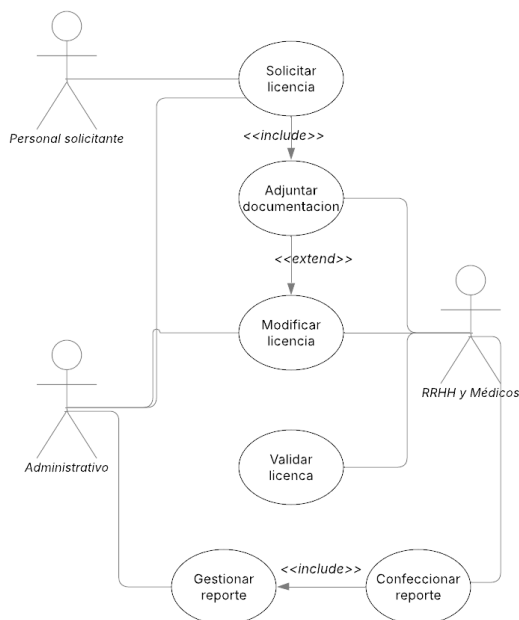 Solicitar
licencia
Personal solicitante
<<include>>
Adjuntar
documentacion
<<extend>>
Modificar
licencia
RRHH y Médicos
Administrativo
Validar
licenca
<<include>>
Gestionar
reporte
Confeccionar
reporte